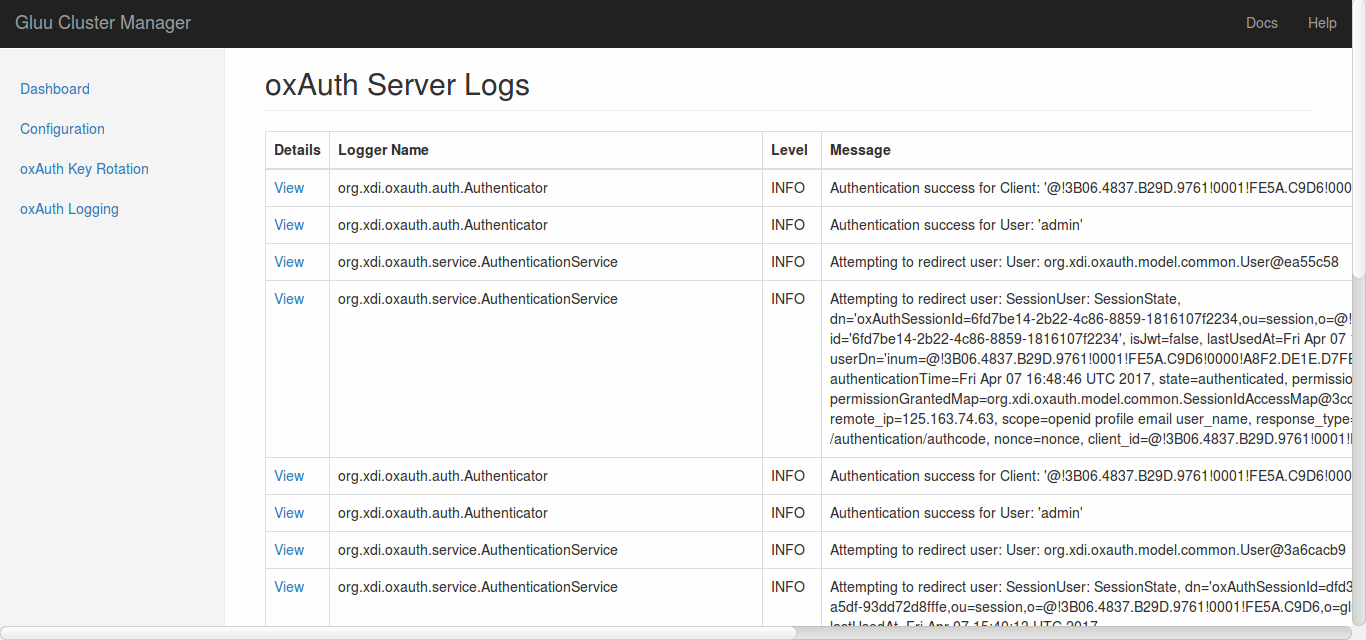 Gluu Cluster Manager Docs Help
Dashboard
Configuration
oxAuth Key Rotation
oxAuth Logging
oxAuth Server Logs
Details Logger Name Level Message
View org.xdi.oxauth.auth.Authenticator INFO Authentication success for Client: '@!3B06.4837.B29D.9761!0001!FE5A.C9D6!000
View org.xdi.oxauth.auth.Authenticator INFO Authentication success for User: 'admin'
View org.xdi.oxauth.service.AuthenticationService INFO Attempting to redirect user: User: org.xdi.oxauth.model.common.User@ea55c58
View org.xdi.oxauth.service.AuthenticationService INFO Attempting to redirect user: SessionUser: SessionState,
dn='oxAuthSessionId=6fd7be14-2b22-4c86-8859-1816107f2234,ou=session,o=@!
id='6fd7be14-2b22-4c86-8859-1816107f2234', isJwt=false, lastUsedAt=Fri Apr 07
userDn='inum=@!3B06.4837.B29D.9761!0001!FE5A.C9D6!0000!A8F2.DE1E.D7FE
authenticationTime=Fri Apr 07 16:48:46 UTC 2017, state=authenticated, permissio
permissionGrantedMap=org.xdi.oxauth.model.common.SessionIdAccessMap@3cc
remote_ip=125.163.74.63, scope=openid profile email user_name, response_type=
/authentication/authcode, nonce=nonce, client_id=@!3B06.4837.B29D.9761!0001!
View org.xdi.oxauth.auth.Authenticator INFO Authentication success for Client: '@!3B06.4837.B29D.9761!0001!FE5A.C9D6!000
View org.xdi.oxauth.auth.Authenticator INFO Authentication success for User: 'admin'
View org.xdi.oxauth.service.AuthenticationService INFO Attempting to redirect user: User: org.xdi.oxauth.model.common.User@3a6cacb9
View org.xdi.oxauth.service.AuthenticationService INFO Attempting to redirect user: SessionUser: SessionState, dn='oxAuthSessionId=dfd3
a5df-93dd72d8fffe,ou=session,o=@!3B06.4837.B29D.9761!0001!FE5A.C9D6,o=gl
lastUsedAt=Fri Apr 07 15:40:13 UTC 2017